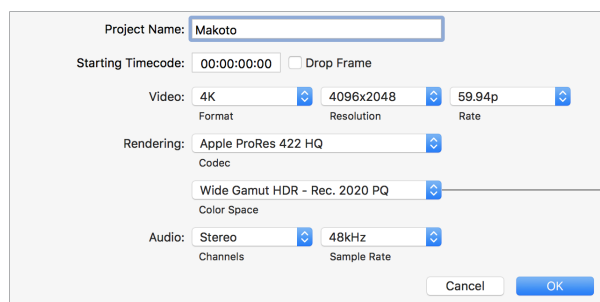 Project Name: Makoto
Starting Timecode: 00:00:00:00 Drop Frame
Video: 4K 4096x2048 59.94p
Format Resolution Rate
Rendering: Apple ProRes 422 HQ
Codec
Wide Gamut HDR - Rec. 2020 PQ
Color Space
Audio: Stereo 48kHz
Channels Sample Rate
Cancel OK